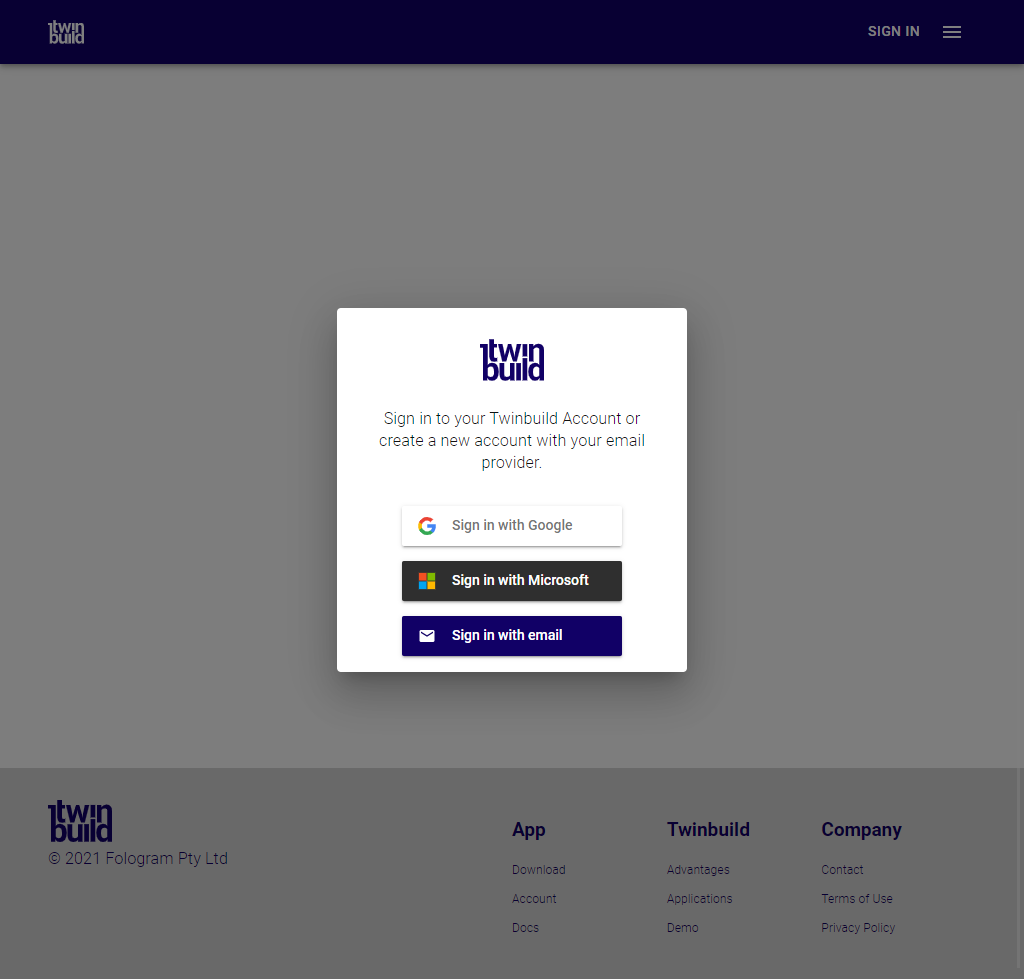 twin
build
SIGN IN
twin
build
Sign in to your Twinbuild Account or
create a new account with your email
provider.
Sign in with Google
Sign in with Microsoft
Sign in with email
twin
build
© 2021 Fologram Pty Ltd
App
Download
Account
Docs
Twinbuild
Advantages
Applications
Demo
Company
Contact
Terms of Use
Privacy Policy